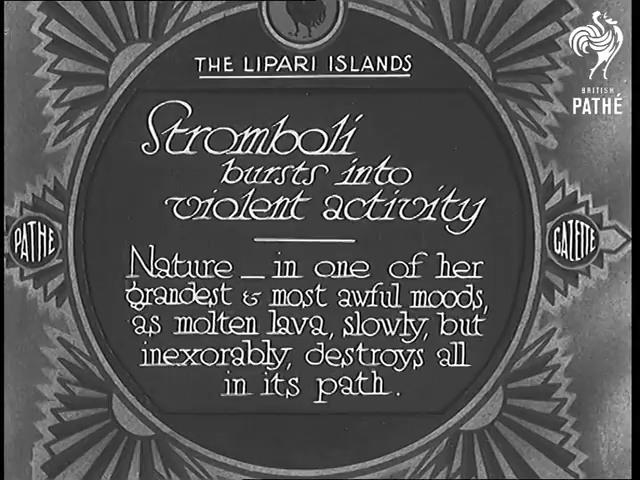 THE LIPARI ISLANDS
BRITISH
PATHÉ
Stromboli
bursts into
violent activity
PATHE
GAZETTE
Nature — in one of her
grandest & most awful moods,
as molten lava, slowly, but
inexorably, destroys all
in its path.